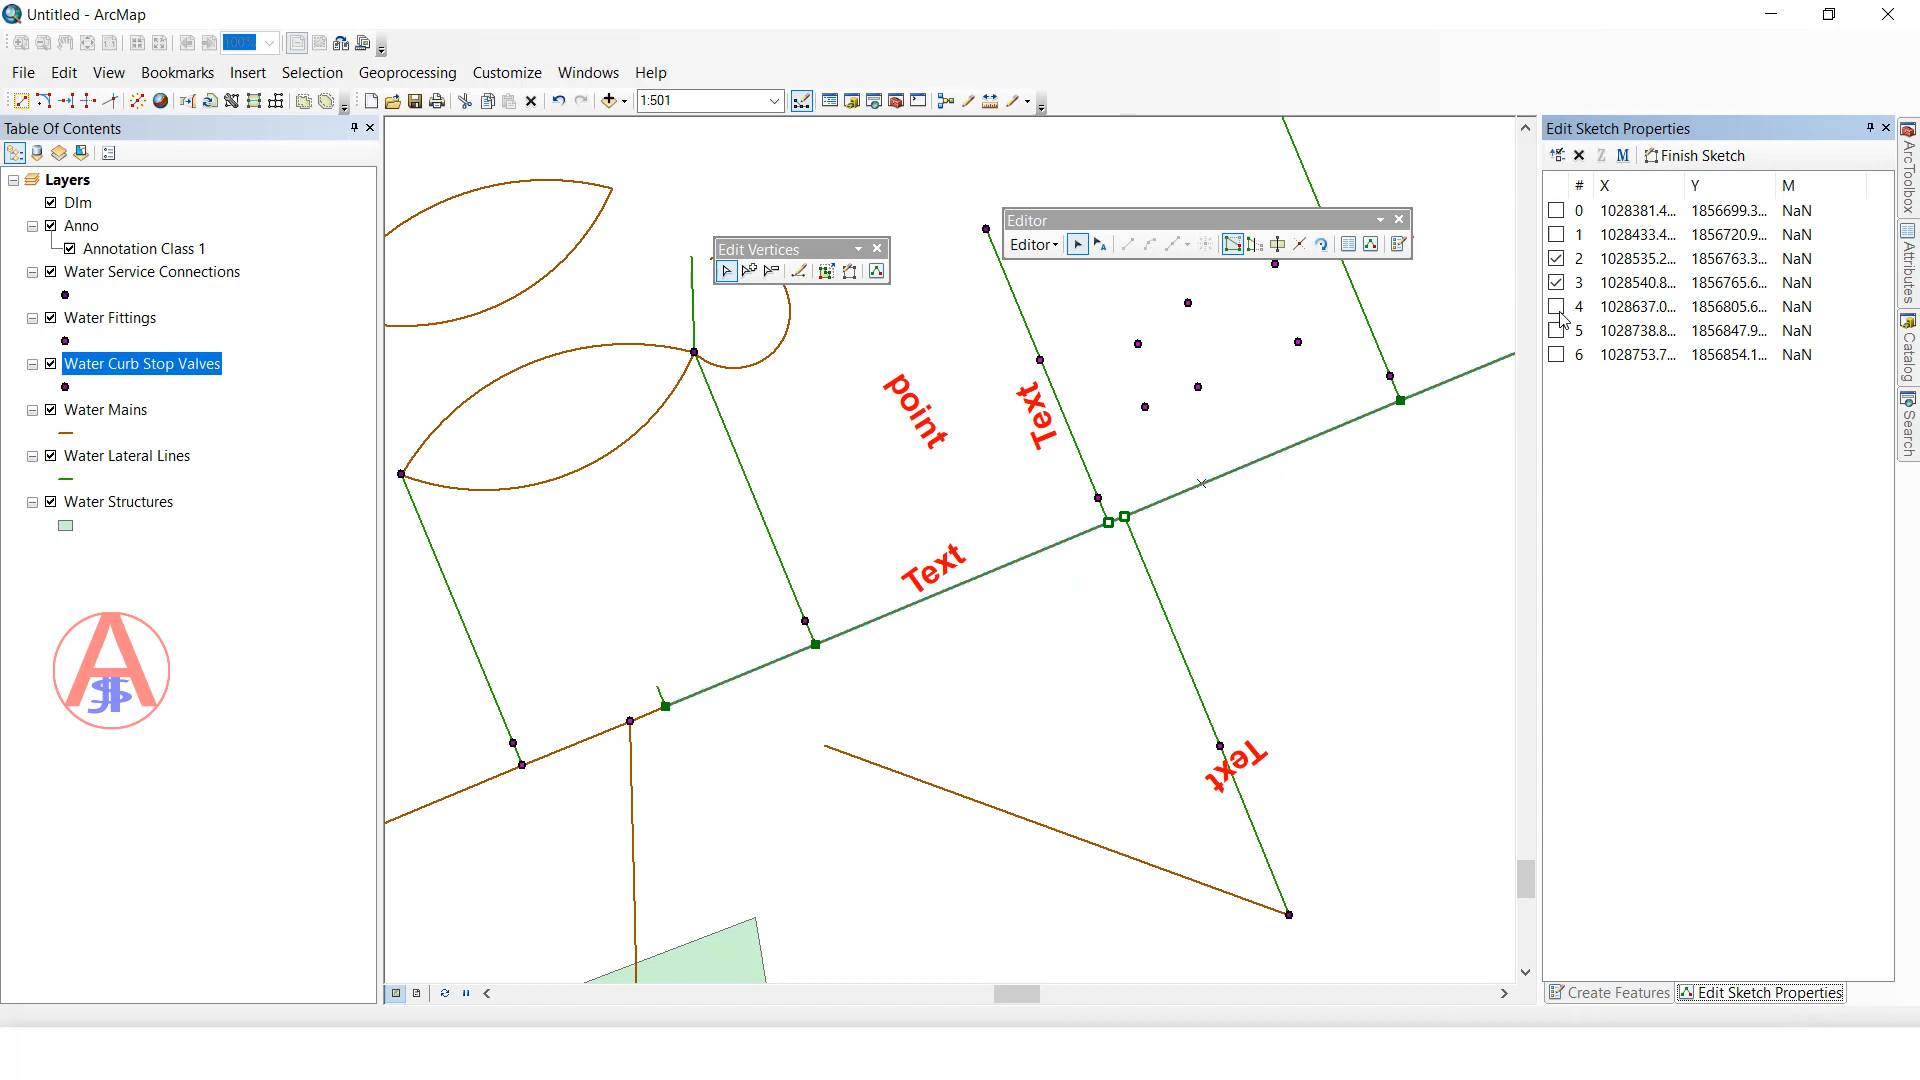 Untitled - ArcMap
100%
File Edit View Bookmarks Insert Selection Geoprocessing Customize Windows Help
1:501
Table Of Contents
Layers
DIm
Anno
Annotation Class 1
Water Service Connections
Water Fittings
Water Curb Stop Valves
Water Mains
Water Lateral Lines
Water Structures
Edit Vertices
Editor
Editor
point
Text
Text
Text
Edit Sketch Properties
Z M Finish Sketch
# X Y M
0 1028381.4... 1856699.3... NaN
1 1028433.4... 1856720.9... NaN
2 1028535.2... 1856763.3... NaN
3 1028540.8... 1856765.6... NaN
4 1028637.0... 1856805.6... NaN
5 1028738.8... 1856847.9... NaN
6 1028753.7... 1856854.1... NaN
Create Features Edit Sketch Properties
ArcToolbox
Attributes
Catalog
Search